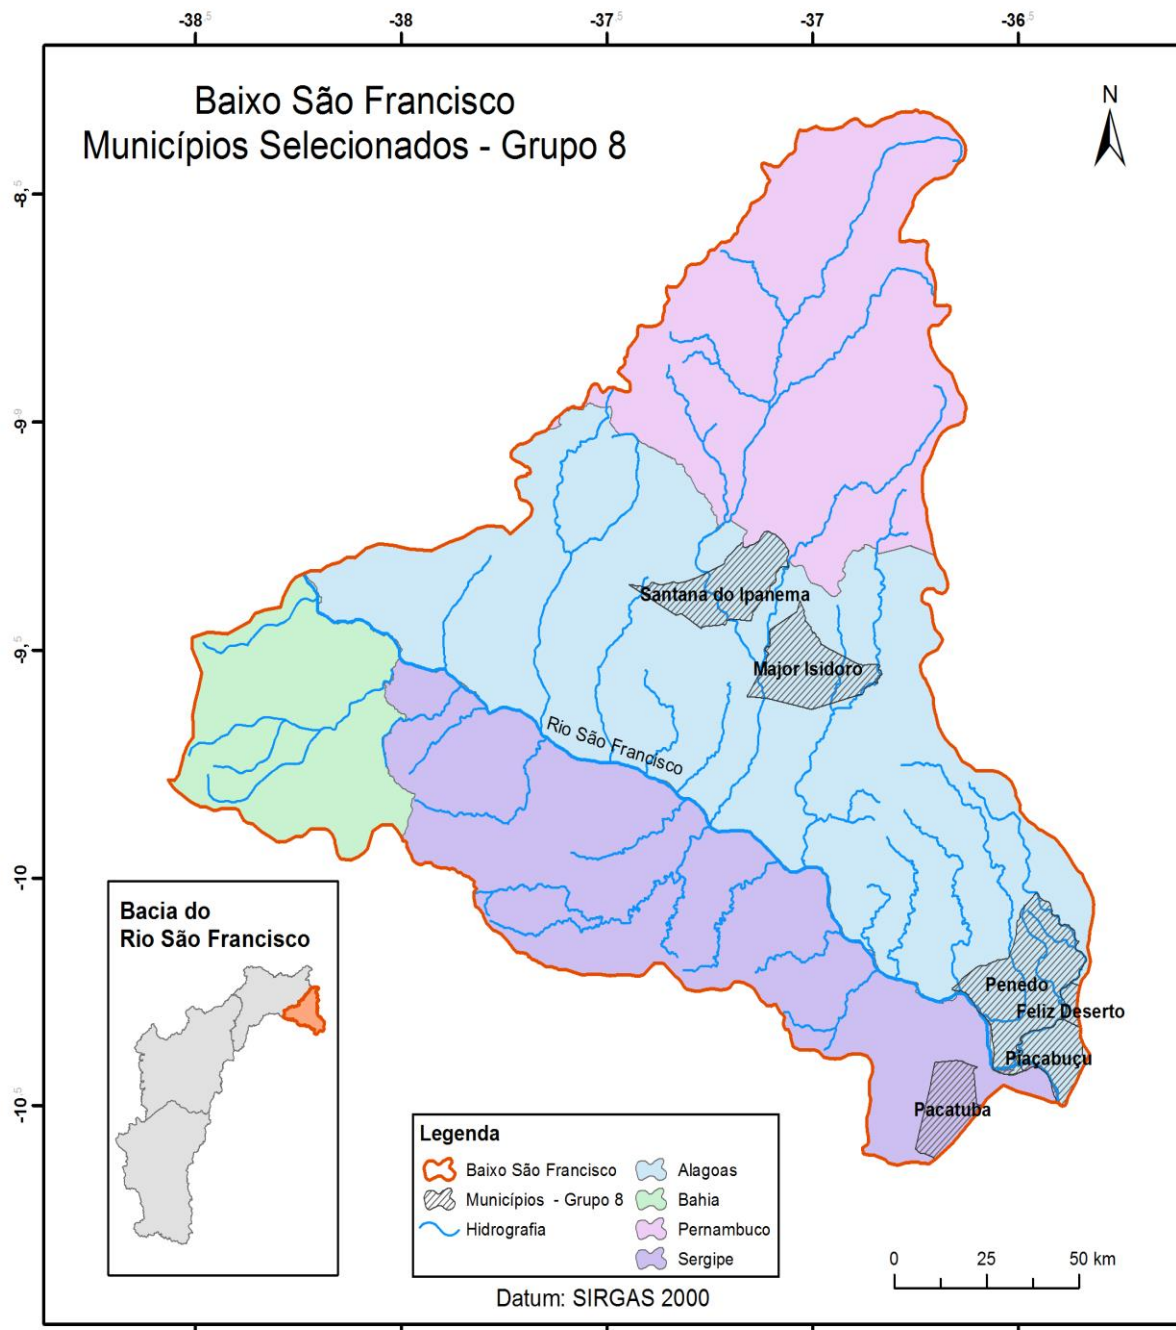 -38,5
-38
-37,5
-37
-36,5
Baixo São Francisco
Municípios Selecionados - Grupo 8
N
-8,5
-9
-9,5
-10
-10,5
Santana do Ipanema
Major Isidoro
Rio São Francisco
Penedo
Feliz Deserto
Piaçabuçu
Pacatuba
Bacia do
Rio São Francisco
Legenda
Baixo São Francisco
Municípios - Grupo 8
Hidrografia
Alagoas
Bahia
Pernambuco
Sergipe
0 25 50 km
Datum: SIRGAS 2000